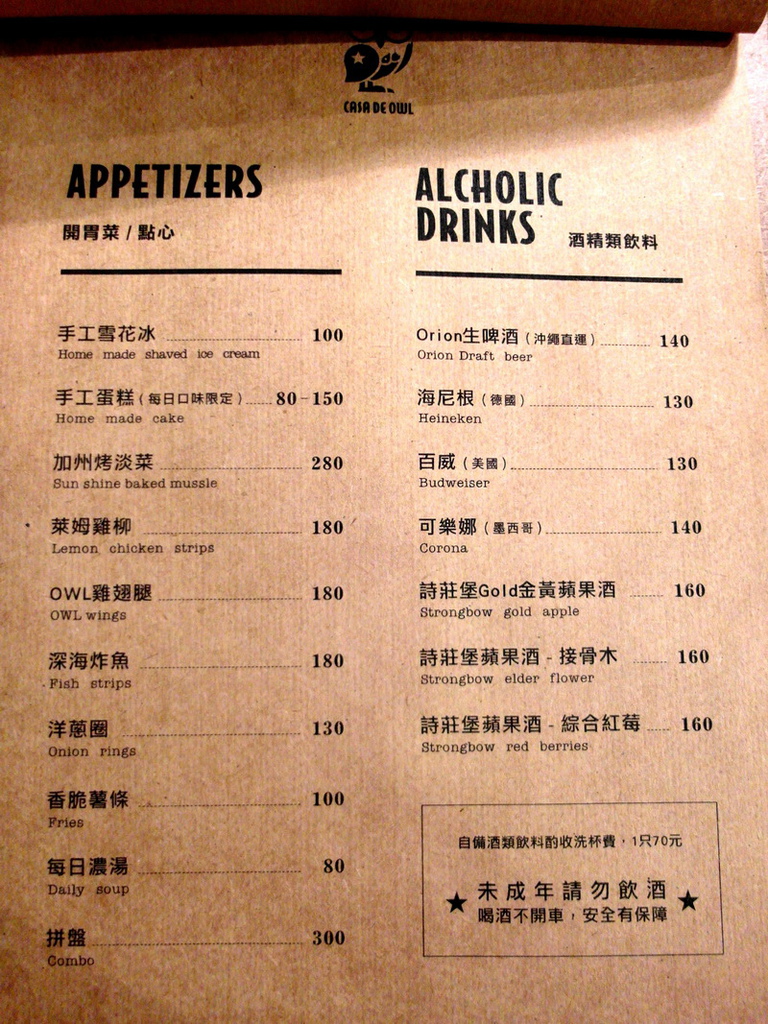 CASA DE OWL
APPETIZERS
開胃菜 / 點心
手工雪花冰 100
Home made shaved ice cream
手工蛋糕 ( 每日口味限定 ) 80 - 150
Home made cake
加州烤淡菜 280
Sun shine baked mussle
萊姆雞柳 180
Lemon chicken strips
OWL雞翅腿 180
OWL wings
深海炸魚 180
Fish strips
洋蔥圈 130
Onion rings
香脆薯條 100
Fries
每日濃湯 80
Daily soup
拼盤 300
Combo
ALCHOLIC
DRINKS 酒精類飲料
Orion生啤酒 ( 沖繩直運 ) 140
Orion Draft beer
海尼根 ( 德國 ) 130
Heineken
百威 ( 美國 ) 130
Budweiser
可樂娜 ( 墨西哥 ) 140
Corona
詩莊堡Gold金黃蘋果酒 160
Strongbow gold apple
詩莊堡蘋果酒 - 接骨木 160
Strongbow elder flower
詩莊堡蘋果酒 - 綜合紅莓 160
Strongbow red berries
自備酒類飲料酌收洗杯費，1只70元
★ 未成年請勿飲酒 ★
喝酒不開車，安全有保障